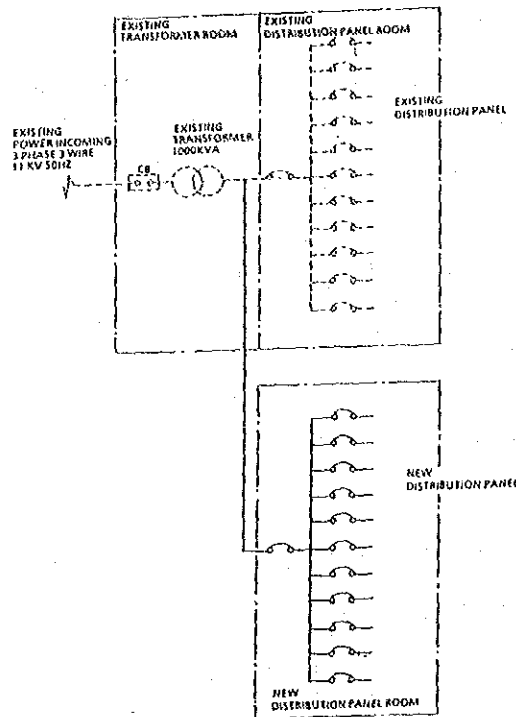 EXISTING
TRANSFORMER ROOM
EXISTING
DISTRIBUTION PANEL ROOM
EXISTING
DISTRIBUTION PANEL
EXISTING
POWER INCOMING
3 PHASE 3 WIRE
11 KV 50HZ
EXISTING
TRANSFORMER
1000KVA
CB
NEW
DISTRIBUTION PANEL
NEW
DISTRIBUTION PANEL ROOM